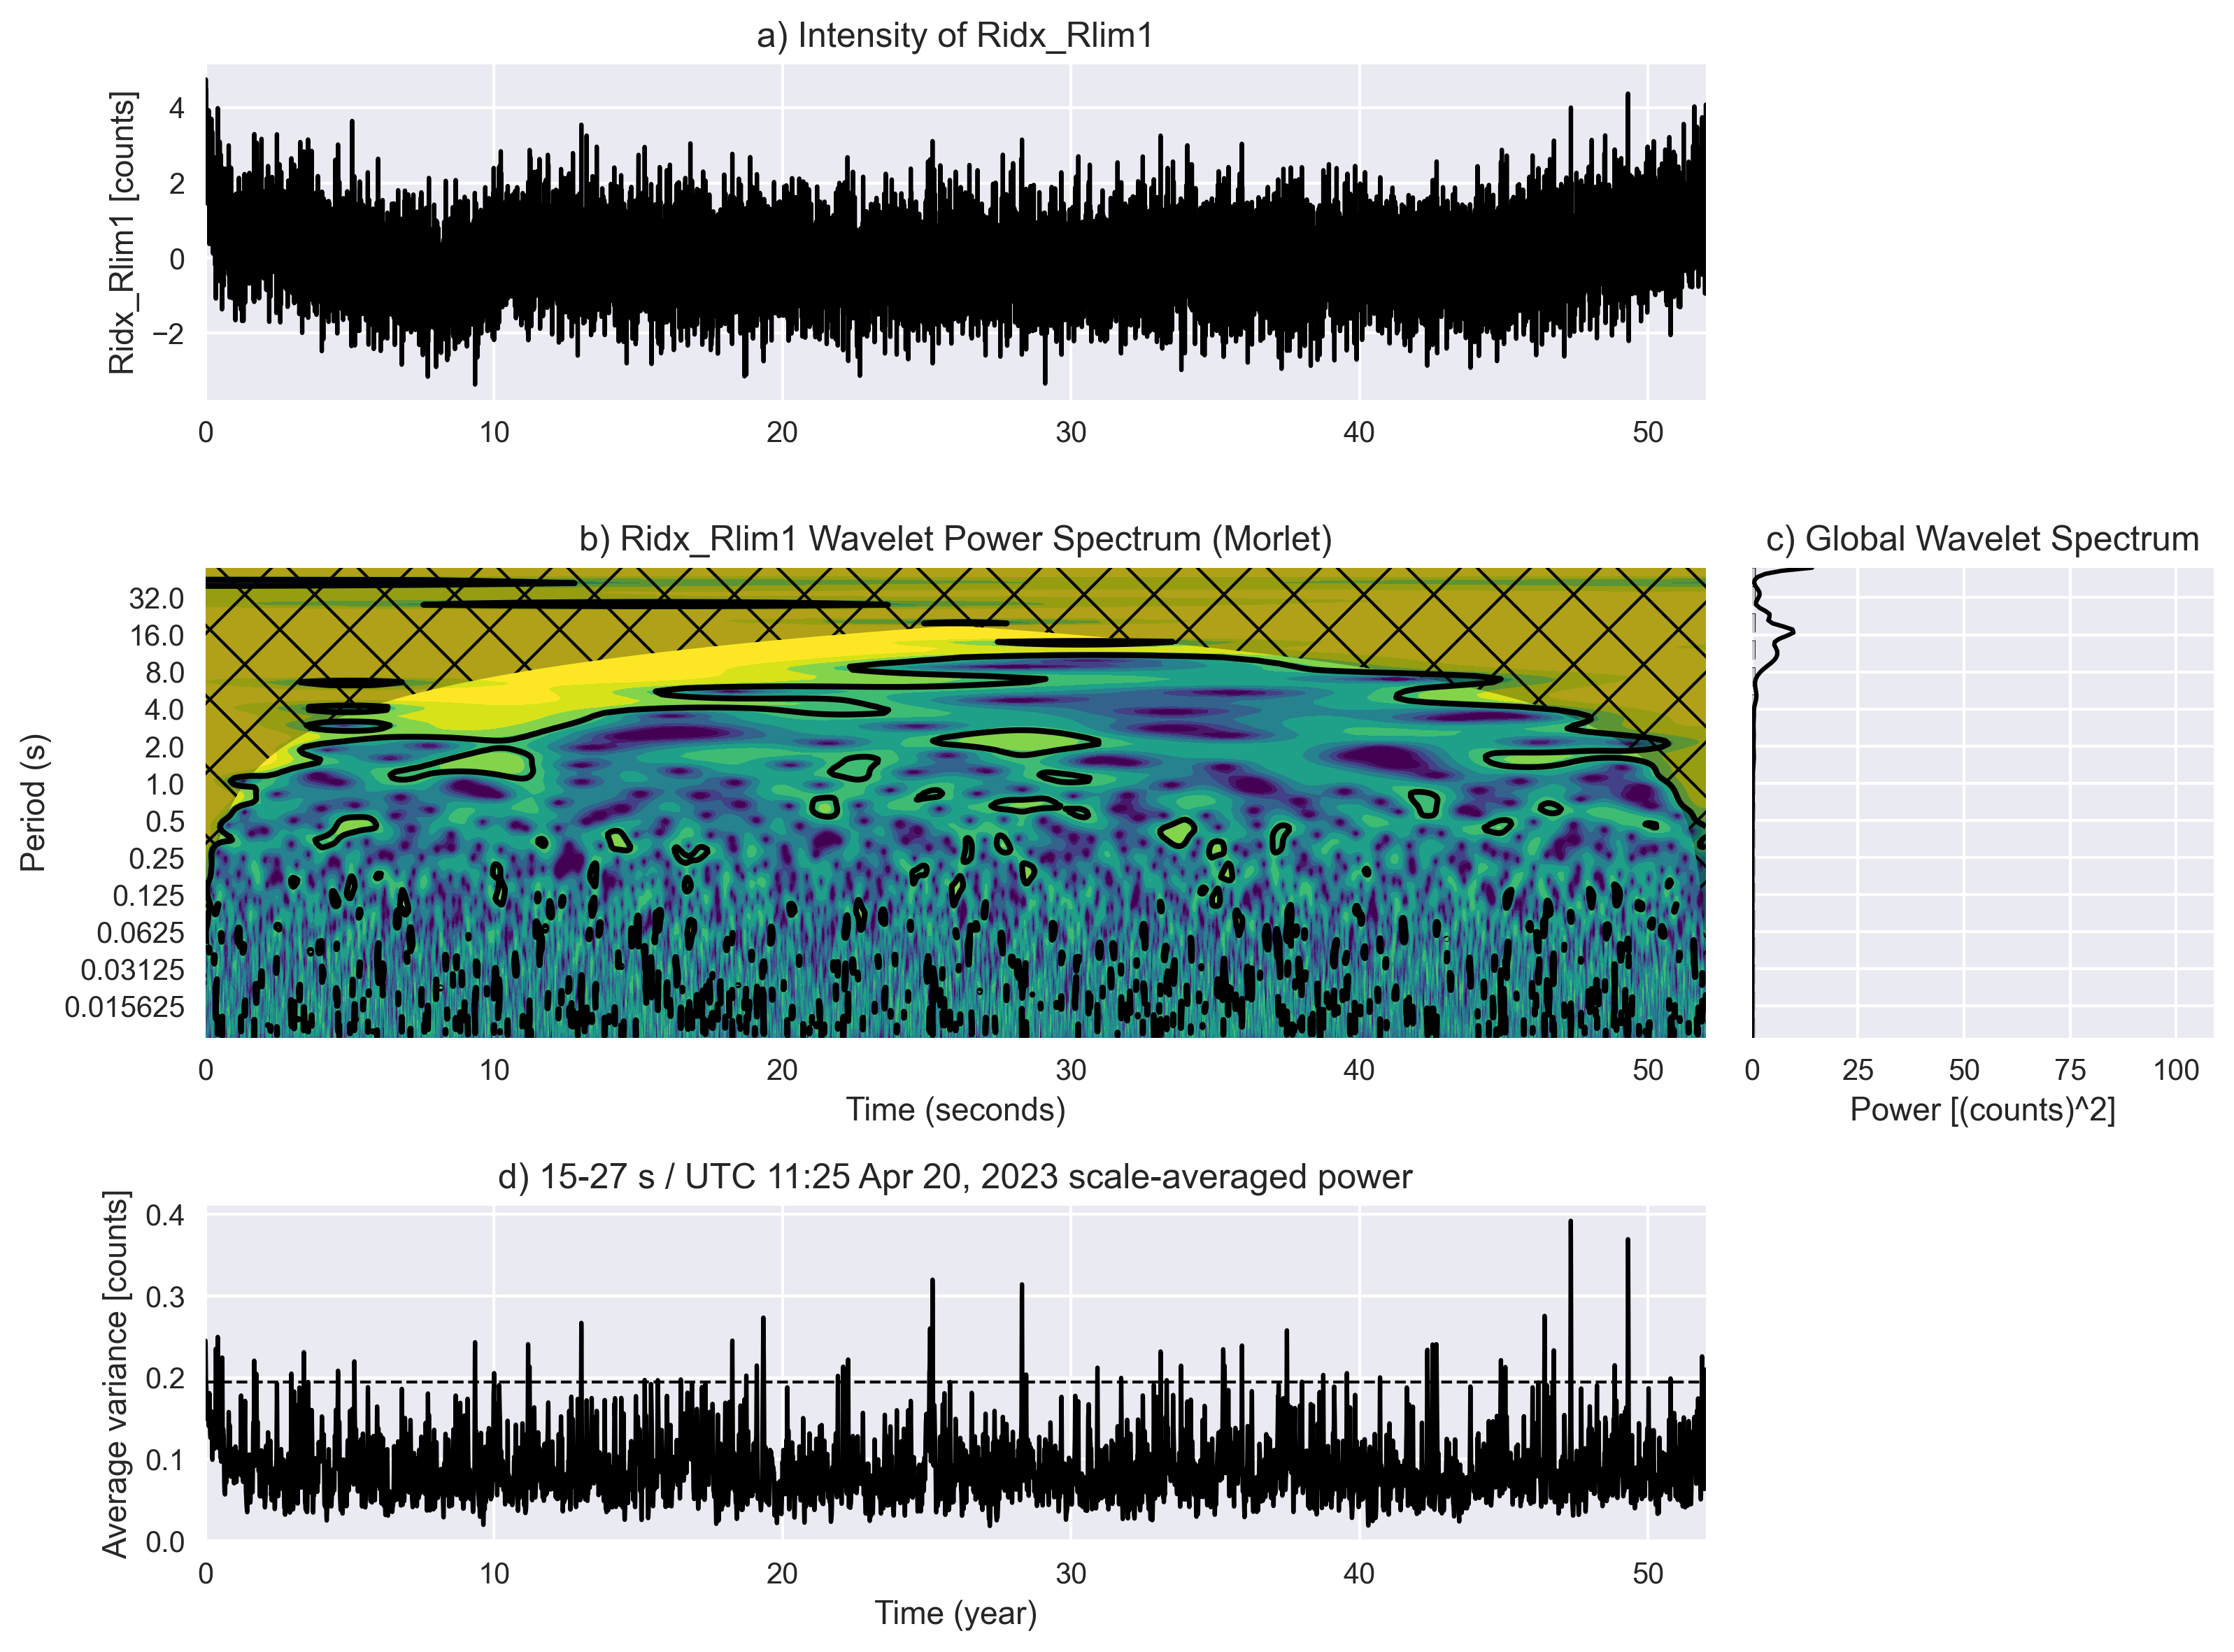 a) Intensity of Ridx_Rlim1
Ridx_Rlim1 [counts]
4
2
0
−2
0 10 20 30 40 50
b) Ridx_Rlim1 Wavelet Power Spectrum (Morlet)
Period (s)
32.0
16.0
8.0
4.0
2.0
1.0
0.5
0.25
0.125
0.0625
0.03125
0.015625
0 10 20 30 40 50
Time (seconds)
c) Global Wavelet Spectrum
0 25 50 75 100
Power [(counts)^2]
d) 15-27 s / UTC 11:25 Apr 20, 2023 scale-averaged power
Average variance [counts]
0.4
0.3
0.2
0.1
0.0
0 10 20 30 40 50
Time (year)